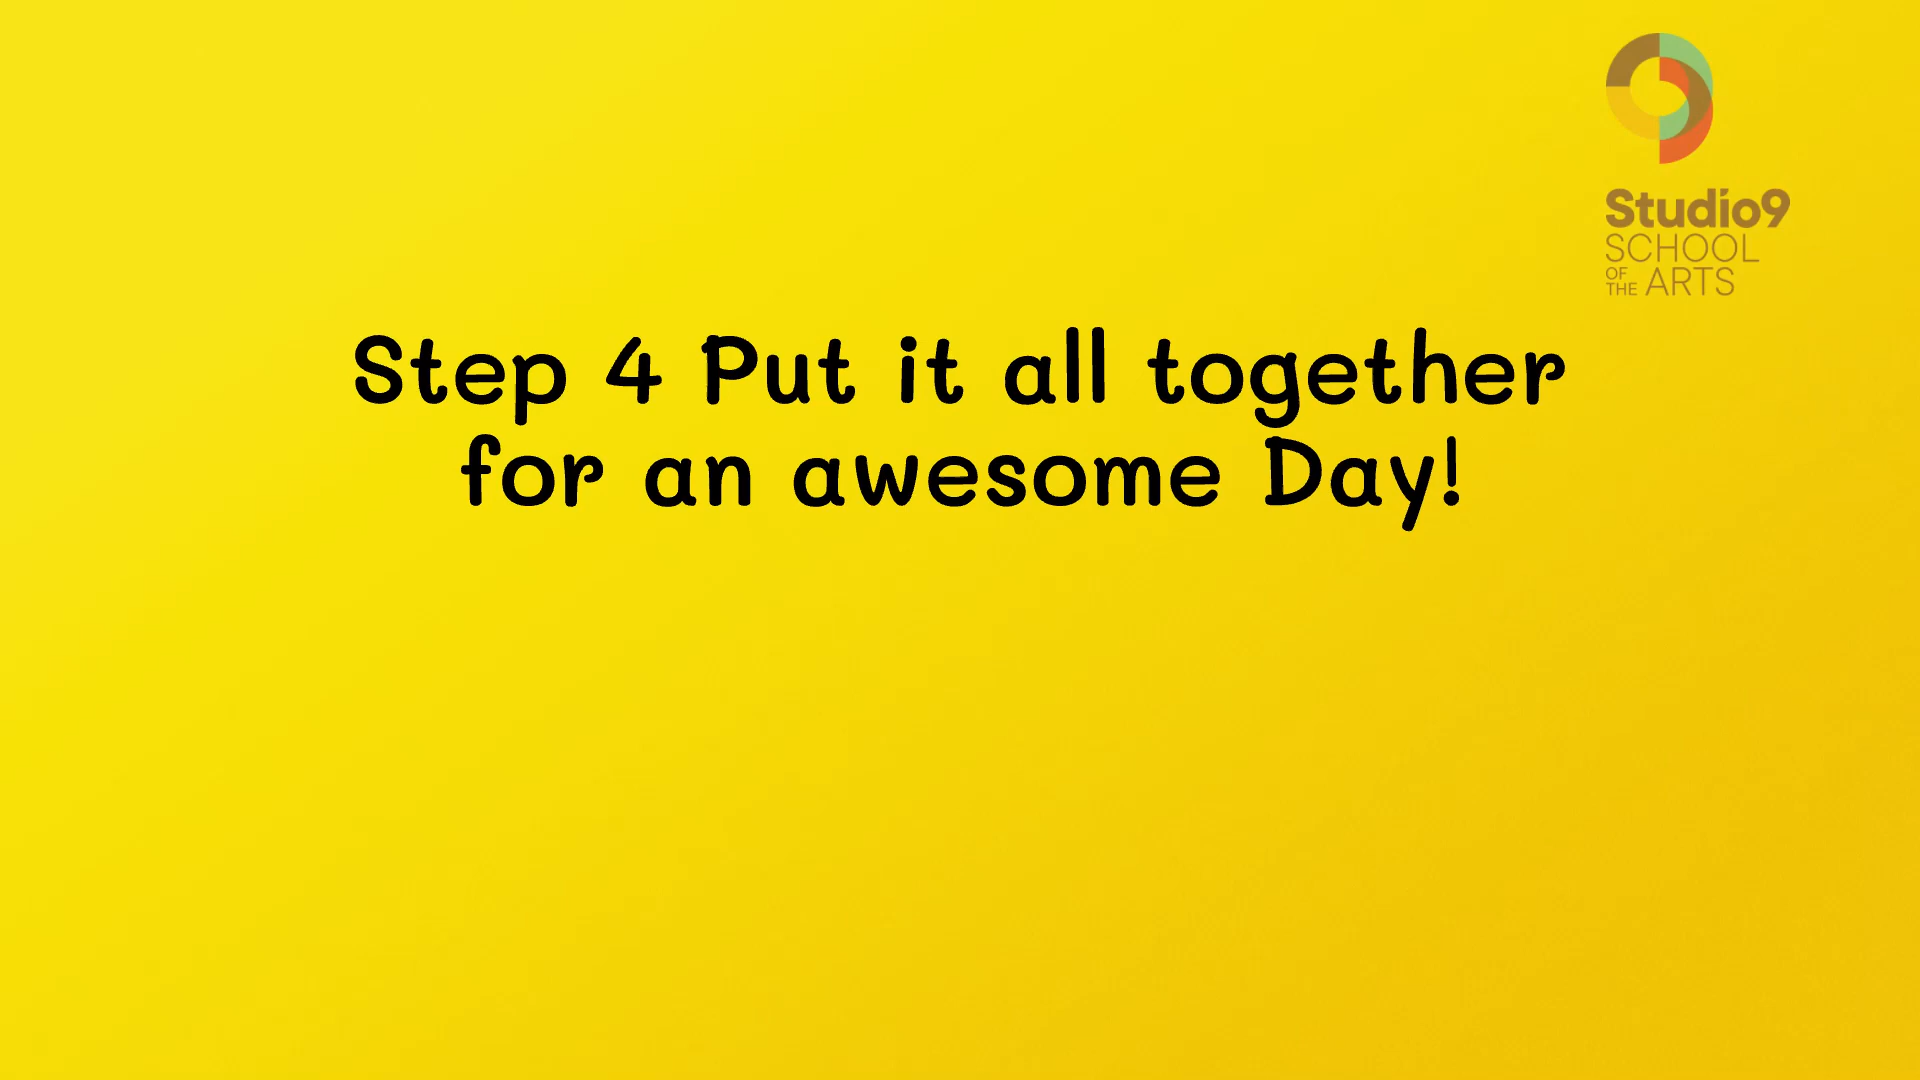 Studio9
SCHOOL
OF THE ARTS
Step 4 Put it all together
for an awesome Day!